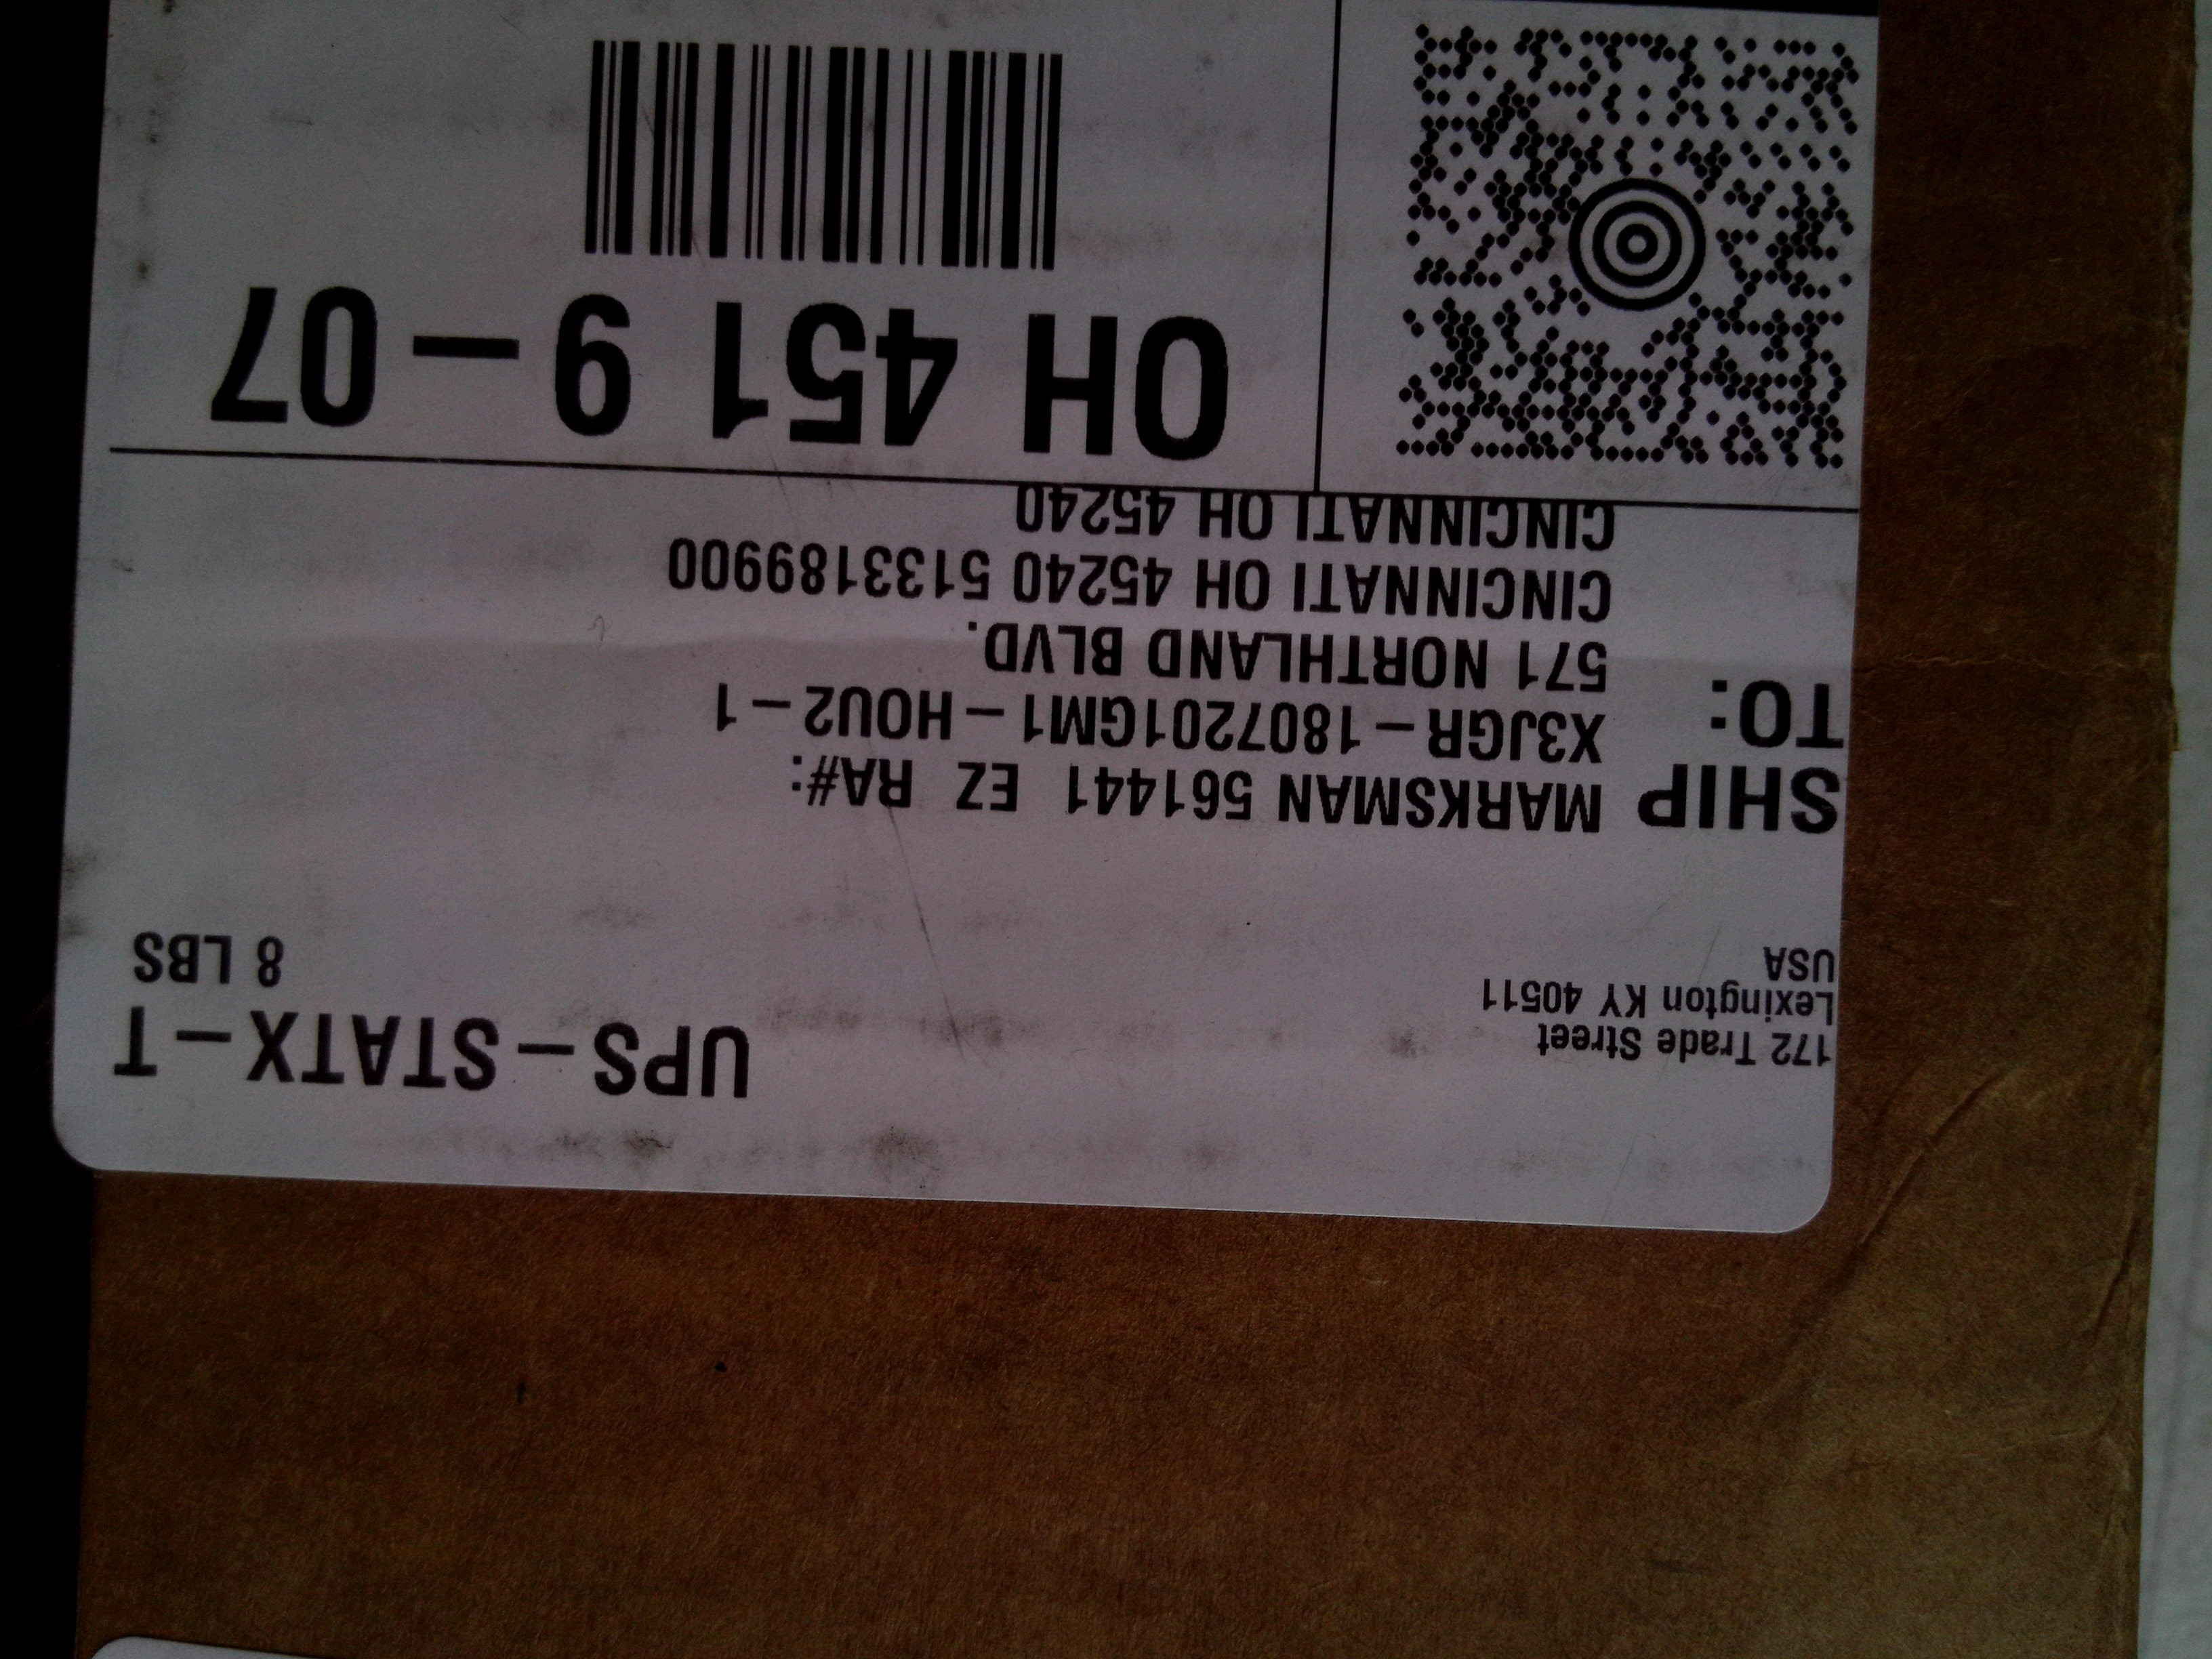 UPS-STATX-T
8 LBS
172 Trade Street
Lexington KY 40511
USA
SHIP TO:
MARKSMAN 561441 EZ RA#:
X3JGR-1807201GM1-HOU2-1
571 NORTHLAND BLVD.
CINCINNATI OH 45240 5133189900
CINCINNATI OH 45240
OH 451 9-07